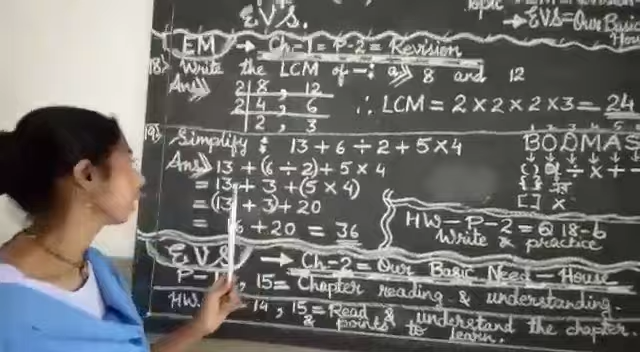 EVS.
Topic
→EVS=Our Basic
House
EM → Ch-1=P-2= Revision
18) Write the LCM of –: a) 8 and 12
Ans)) 2 | 8, 12
2 | 4, 6
2, 3
∴ LCM = 2×2×2×3 = 24
19) Simplify : 13 + 6 ÷ 2 + 5 × 4
Ans)) 13 + (6 ÷ 2) + 5 × 4
= 13 + 3 + (5 × 4)
= (13 + 3) + 20
6 + 20 = 36
BODMAS
HW – P-2 = Q 18-b
Write & practice
EVS → Ch-2 = Our Basic Need – House
, 15 = Chapter reading & understanding.
HW. 14, 15 = Read & understand the chapter
& points to learn.